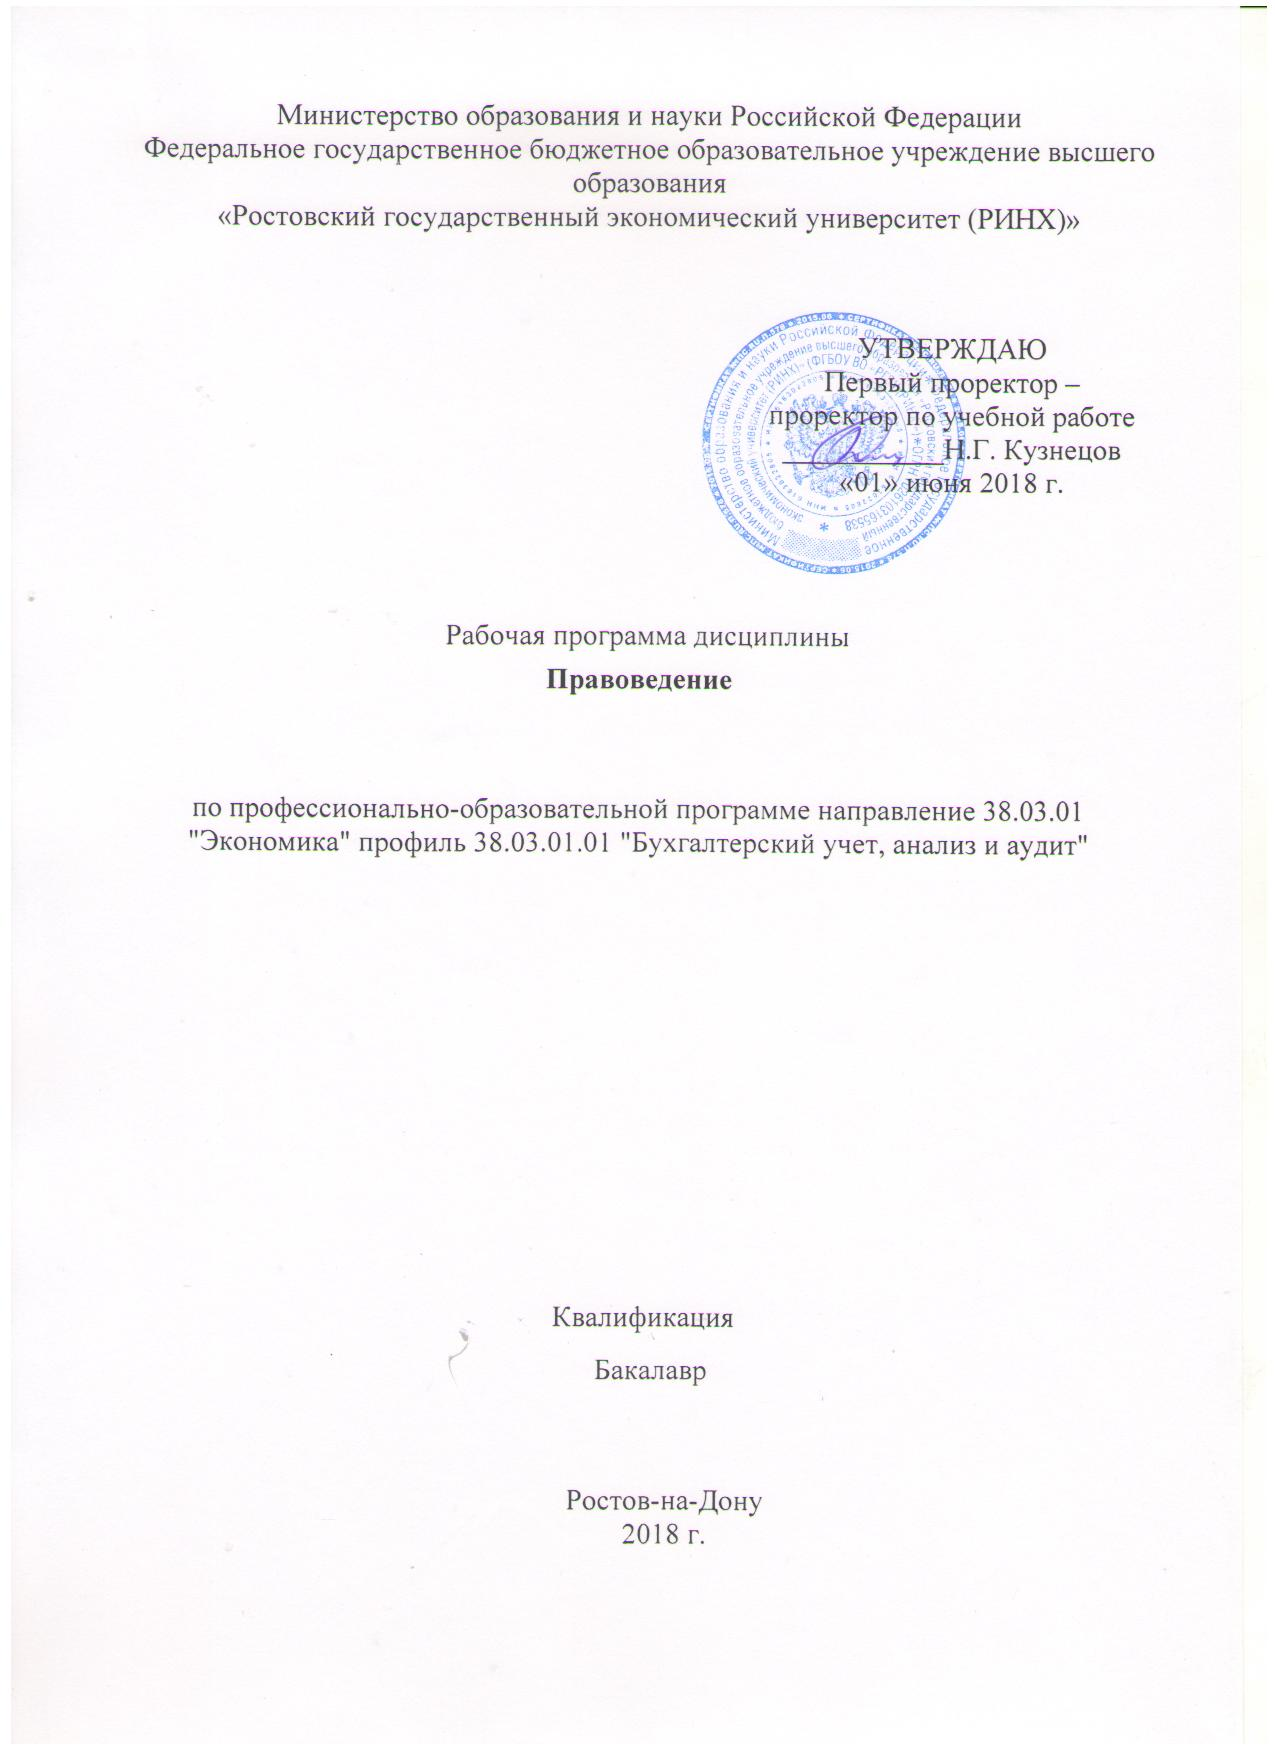 Министерство образования и науки Российской Федерации
Федеральное государственное бюджетное образовательное учреждение высшего
образования
«Ростовский государственный экономический университет (РИНХ)»
УТВЕРЖДАЮ
Первый проректор –
проректор по учебной работе
Н.Г. Кузнецов
«01» июня 2018 г.
Рабочая программа дисциплины
Правоведение
по профессионально-образовательной программе направление 38.03.01
"Экономика" профиль 38.03.01.01 "Бухгалтерский учет, анализ и аудит"
Квалификация
Бакалавр
Ростов-на-Дону
2018 г.